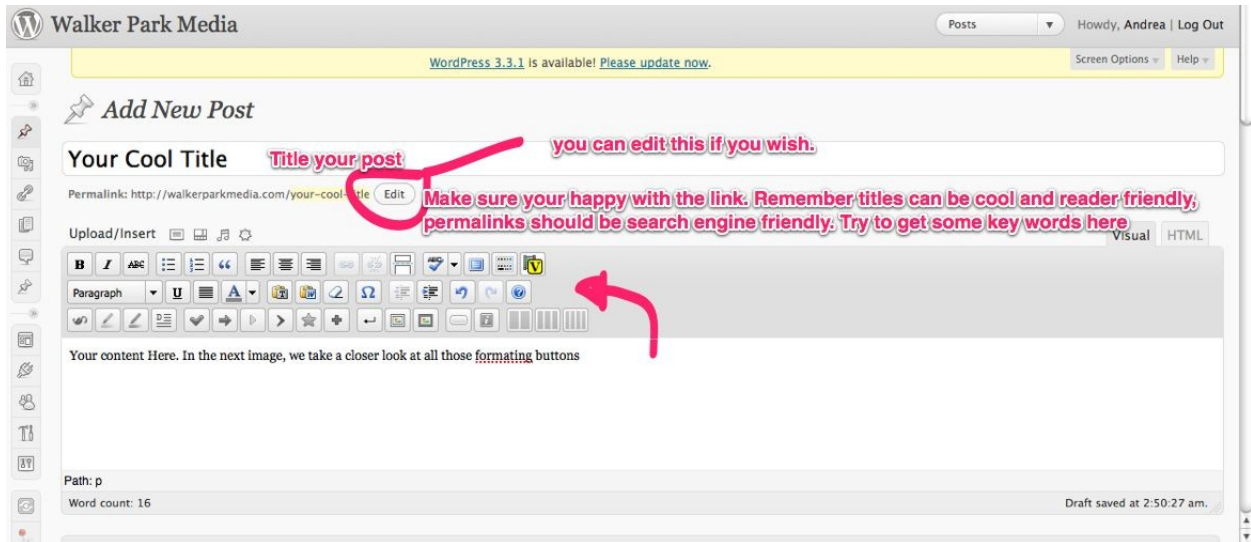 Walker Park Media
Posts
Howdy, Andrea | Log Out
WordPress 3.3.1 is available! Please update now.
Screen Options
Help
Add New Post
you can edit this if you wish.
Your Cool Title
Title your post
Permalink: http://walkerparkmedia.com/your-cool-title Edit
Make sure your happy with the link. Remember titles can be cool and reader friendly,
permalinks should be search engine friendly. Try to get some key words here
Upload/Insert
Visual HTML
B I ABC ABC
Paragraph U A Ω
Your content Here. In the next image, we take a closer look at all those formating buttons
Path: p
Word count: 16
Draft saved at 2:50:27 am.